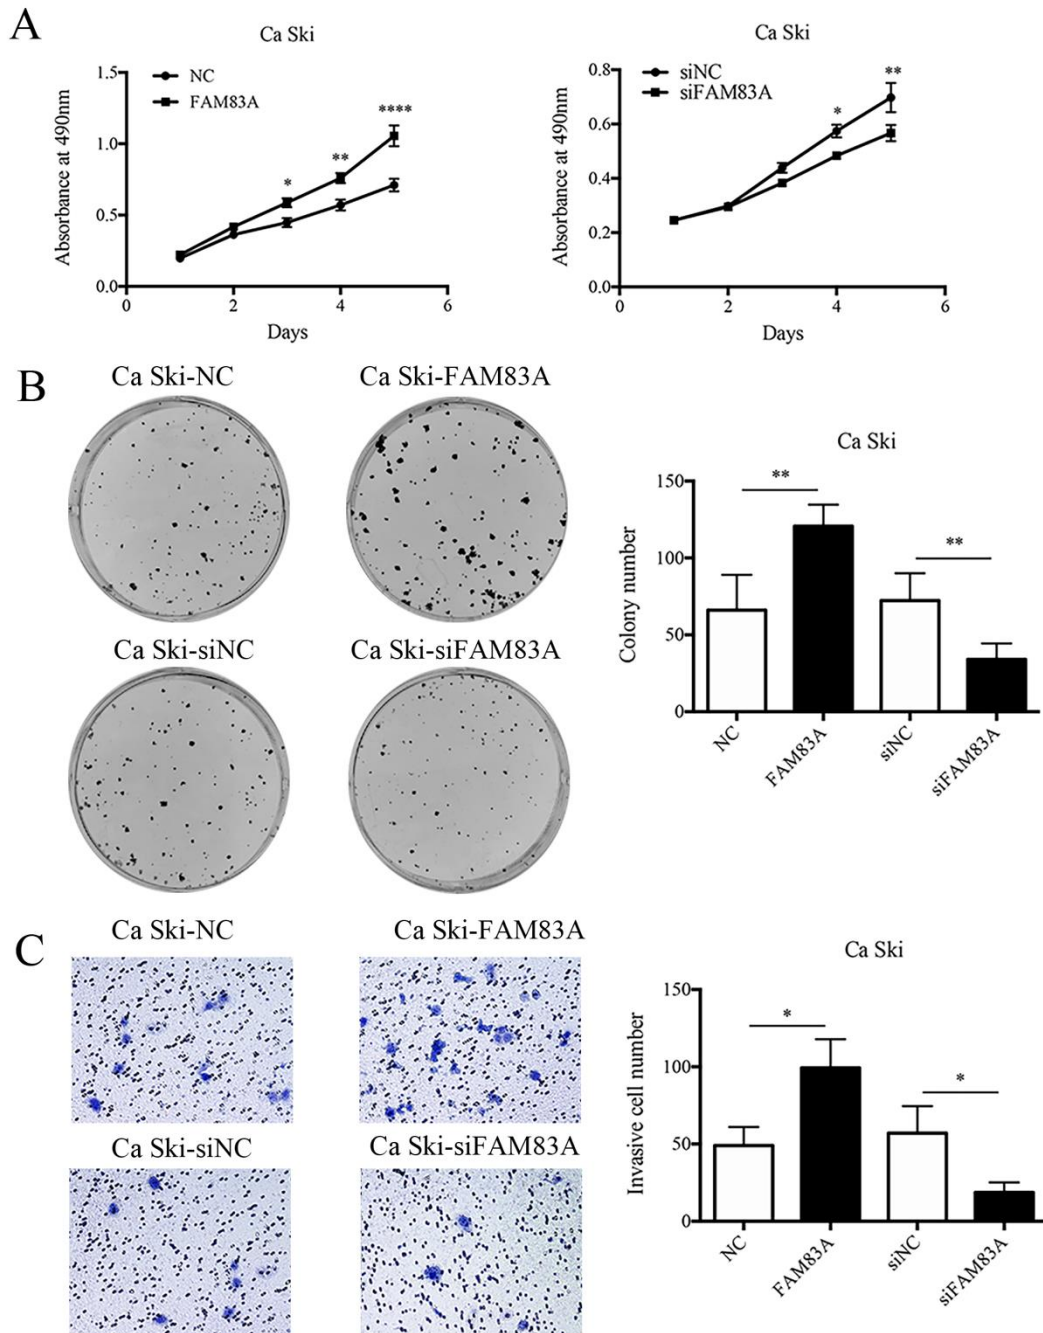 A
Ca Ski
NC
FAM83A
Absorbance at 490nm
1.5
1.0
0.5
0.0
*
**
****
0
2
4
6
Days
Ca Ski
siNC
siFAM83A
Absorbance at 490nm
0.8
0.6
0.4
0.2
0.0
*
**
0
2
4
6
Days
B
Ca Ski-NC
Ca Ski-FAM83A
Ca Ski-siNC
Ca Ski-siFAM83A
Ca Ski
Colony number
150
100
50
0
**
**
NC
FAM83A
siNC
siFAM83A
C
Ca Ski-NC
Ca Ski-FAM83A
Ca Ski-siNC
Ca Ski-siFAM83A
Ca Ski
Invasive cell number
150
100
50
0
*
*
NC
FAM83A
siNC
siFAM83A